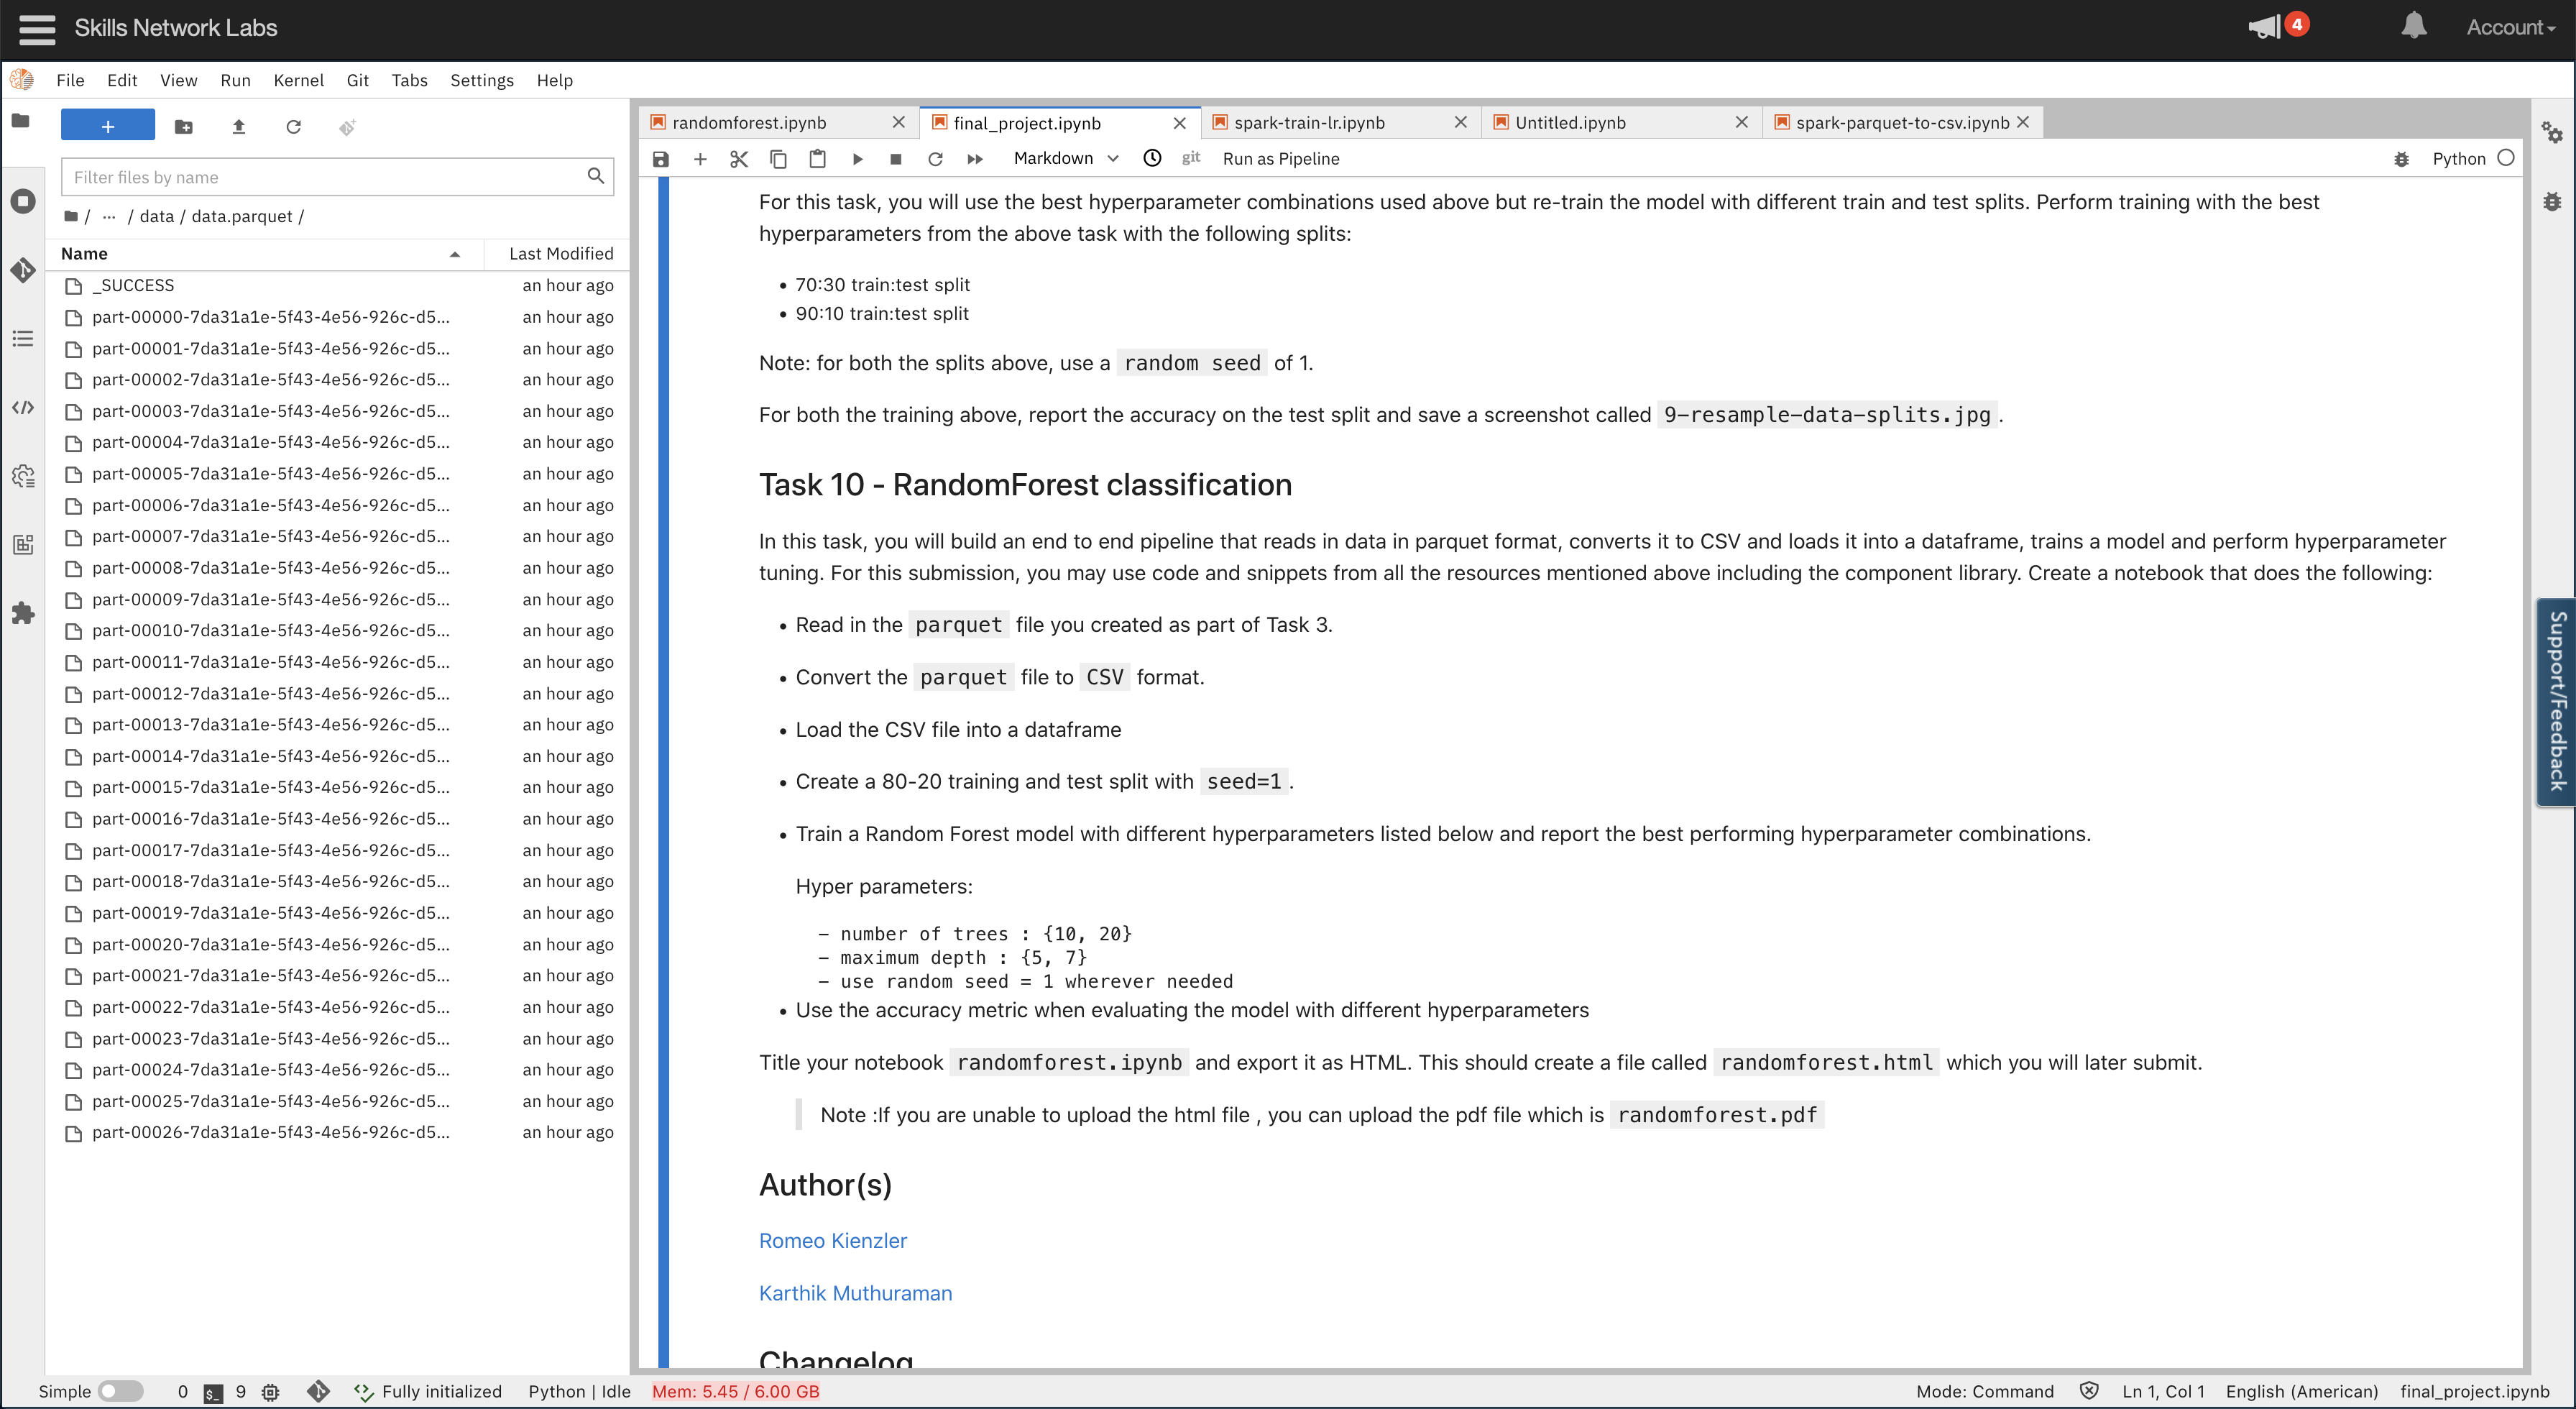 Skills Network Labs
4
Account
File Edit View Run Kernel Git Tabs Settings Help
+
Filter files by name
/ ··· / data / data.parquet /
Name Last Modified
_SUCCESS an hour ago
part-00000-7da31a1e-5f43-4e56-926c-d5... an hour ago
part-00001-7da31a1e-5f43-4e56-926c-d5... an hour ago
part-00002-7da31a1e-5f43-4e56-926c-d5... an hour ago
part-00003-7da31a1e-5f43-4e56-926c-d5... an hour ago
part-00004-7da31a1e-5f43-4e56-926c-d5... an hour ago
part-00005-7da31a1e-5f43-4e56-926c-d5... an hour ago
part-00006-7da31a1e-5f43-4e56-926c-d5... an hour ago
part-00007-7da31a1e-5f43-4e56-926c-d5... an hour ago
part-00008-7da31a1e-5f43-4e56-926c-d5... an hour ago
part-00009-7da31a1e-5f43-4e56-926c-d5... an hour ago
part-00010-7da31a1e-5f43-4e56-926c-d5... an hour ago
part-00011-7da31a1e-5f43-4e56-926c-d5... an hour ago
part-00012-7da31a1e-5f43-4e56-926c-d5... an hour ago
part-00013-7da31a1e-5f43-4e56-926c-d5... an hour ago
part-00014-7da31a1e-5f43-4e56-926c-d5... an hour ago
part-00015-7da31a1e-5f43-4e56-926c-d5... an hour ago
part-00016-7da31a1e-5f43-4e56-926c-d5... an hour ago
part-00017-7da31a1e-5f43-4e56-926c-d5... an hour ago
part-00018-7da31a1e-5f43-4e56-926c-d5... an hour ago
part-00019-7da31a1e-5f43-4e56-926c-d5... an hour ago
part-00020-7da31a1e-5f43-4e56-926c-d5... an hour ago
part-00021-7da31a1e-5f43-4e56-926c-d5... an hour ago
part-00022-7da31a1e-5f43-4e56-926c-d5... an hour ago
part-00023-7da31a1e-5f43-4e56-926c-d5... an hour ago
part-00024-7da31a1e-5f43-4e56-926c-d5... an hour ago
part-00025-7da31a1e-5f43-4e56-926c-d5... an hour ago
part-00026-7da31a1e-5f43-4e56-926c-d5... an hour ago
randomforest.ipynb final_project.ipynb spark-train-lr.ipynb Untitled.ipynb spark-parquet-to-csv.ipynb
Markdown git Run as Pipeline Python
For this task, you will use the best hyperparameter combinations used above but re-train the model with different train and test splits. Perform training with the best
hyperparameters from the above task with the following splits:
• 70:30 train:test split
• 90:10 train:test split
Note: for both the splits above, use a random seed of 1.
For both the training above, report the accuracy on the test split and save a screenshot called 9-resample-data-splits.jpg.
Task 10 - RandomForest classification
In this task, you will build an end to end pipeline that reads in data in parquet format, converts it to CSV and loads it into a dataframe, trains a model and perform hyperparameter
tuning. For this submission, you may use code and snippets from all the resources mentioned above including the component library. Create a notebook that does the following:
• Read in the parquet file you created as part of Task 3.
• Convert the parquet file to CSV format.
• Load the CSV file into a dataframe
• Create a 80-20 training and test split with seed=1.
• Train a Random Forest model with different hyperparameters listed below and report the best performing hyperparameter combinations.
Hyper parameters:
– number of trees : {10, 20}
– maximum depth : {5, 7}
– use random seed = 1 wherever needed
• Use the accuracy metric when evaluating the model with different hyperparameters
Title your notebook randomforest.ipynb and export it as HTML. This should create a file called randomforest.html which you will later submit.
Note :If you are unable to upload the html file , you can upload the pdf file which is randomforest.pdf
Author(s)
Romeo Kienzler
Karthik Muthuraman
Changelog
Support/Feedback
Simple 0 $_ 9 Fully initialized Python | Idle Mem: 5.45 / 6.00 GB Mode: Command Ln 1, Col 1 English (American) final_project.ipynb